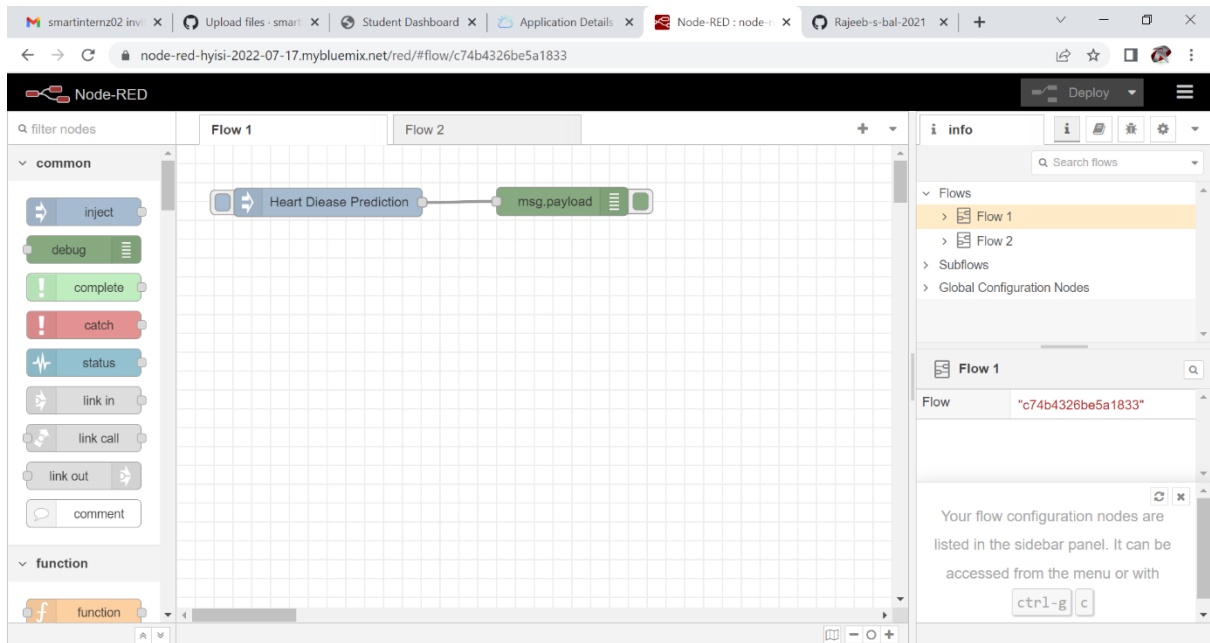 smartinternz02 invi
Upload files · smart
Student Dashboard
Application Details
Node-RED : node-r
Rajeeb-s-bal-2021
node-red-hyisi-2022-07-17.mybluemix.net/red/#flow/c74b4326be5a1833
Node-RED
Deploy
filter nodes
Flow 1
Flow 2
i info
i
Search flows
common
inject
debug
complete
catch
status
link in
link call
link out
comment
function
f function
Heart Diease Prediction
msg.payload
Flows
Flow 1
Flow 2
Subflows
Global Configuration Nodes
Flow 1
Flow "c74b4326be5a1833"
Your flow configuration nodes are
listed in the sidebar panel. It can be
accessed from the menu or with
ctrl-g c